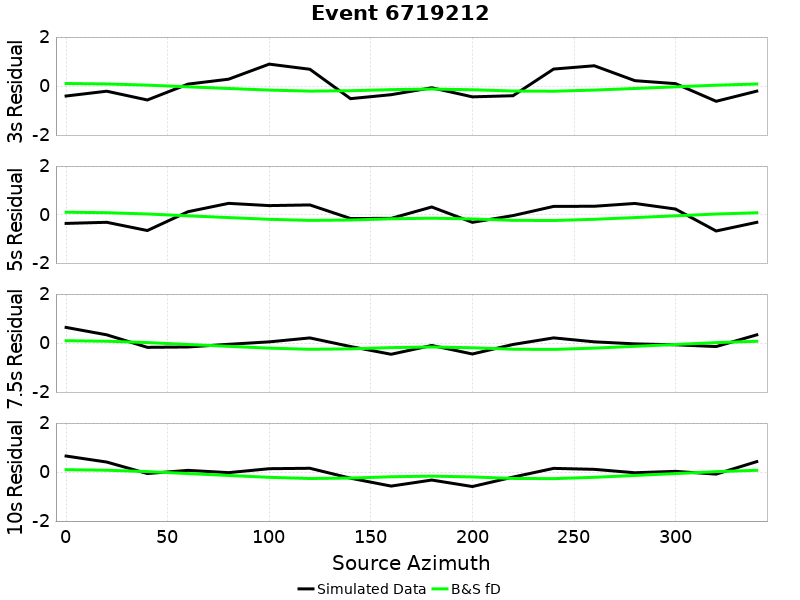 Event 6719212
3s Residual
2
0
-2
5s Residual
2
0
-2
7.5s Residual
2
0
-2
10s Residual
2
0
-2
0 50 100 150 200 250 300
Source Azimuth
Simulated Data B&S fD